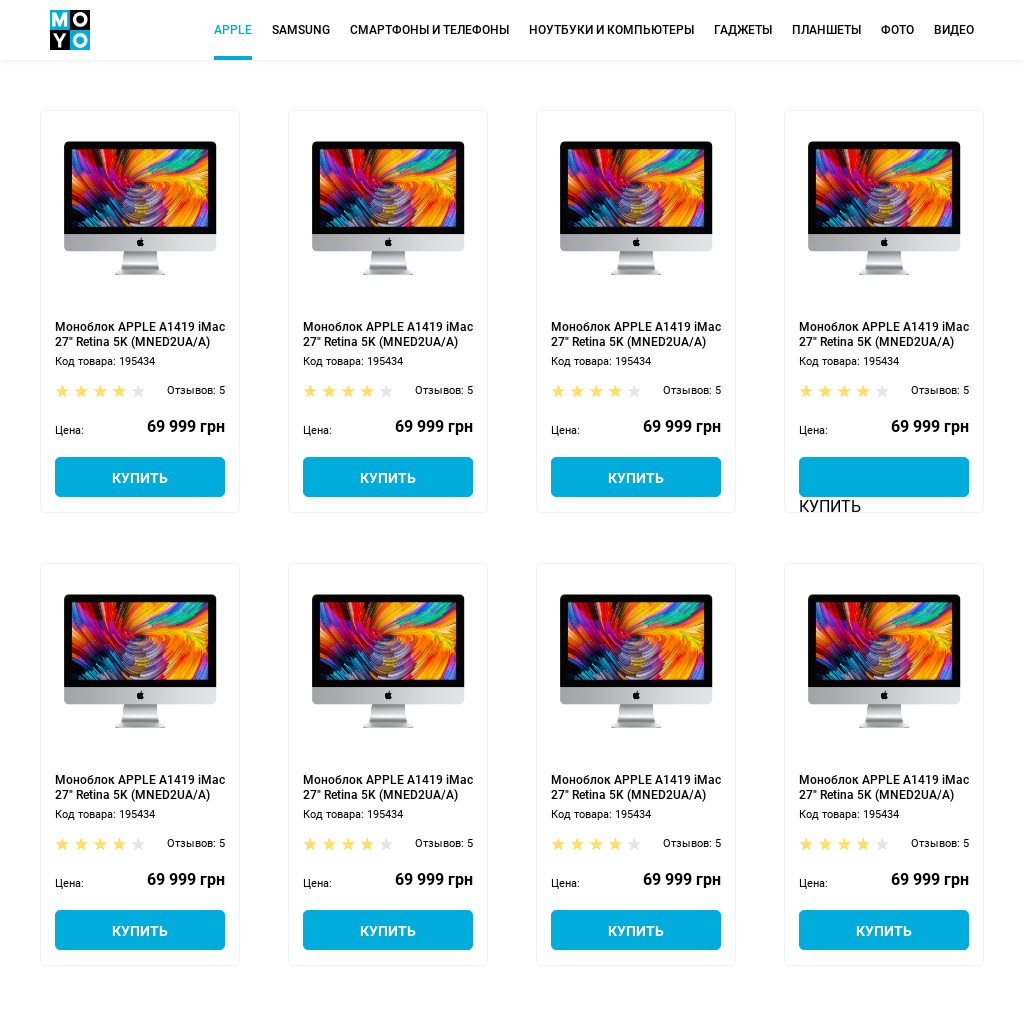 MOYO
APPLE SAMSUNG СМАРТФОНЫ И ТЕЛЕФОНЫ НОУТБУКИ И КОМПЬЮТЕРЫ ГАДЖЕТЫ ПЛАНШЕТЫ ФОТО ВИДЕО
Моноблок APPLE A1419 iMac
27" Retina 5K (MNED2UA/A)
Код товара: 195434
Отзывов: 5
Цена: 69 999 грн
КУПИТЬ
Моноблок APPLE A1419 iMac
27" Retina 5K (MNED2UA/A)
Код товара: 195434
Отзывов: 5
Цена: 69 999 грн
КУПИТЬ
Моноблок APPLE A1419 iMac
27" Retina 5K (MNED2UA/A)
Код товара: 195434
Отзывов: 5
Цена: 69 999 грн
КУПИТЬ
Моноблок APPLE A1419 iMac
27" Retina 5K (MNED2UA/A)
Код товара: 195434
Отзывов: 5
Цена: 69 999 грн
КУПИТЬ
Моноблок APPLE A1419 iMac
27" Retina 5K (MNED2UA/A)
Код товара: 195434
Отзывов: 5
Цена: 69 999 грн
КУПИТЬ
Моноблок APPLE A1419 iMac
27" Retina 5K (MNED2UA/A)
Код товара: 195434
Отзывов: 5
Цена: 69 999 грн
КУПИТЬ
Моноблок APPLE A1419 iMac
27" Retina 5K (MNED2UA/A)
Код товара: 195434
Отзывов: 5
Цена: 69 999 грн
КУПИТЬ
Моноблок APPLE A1419 iMac
27" Retina 5K (MNED2UA/A)
Код товара: 195434
Отзывов: 5
Цена: 69 999 грн
КУПИТЬ